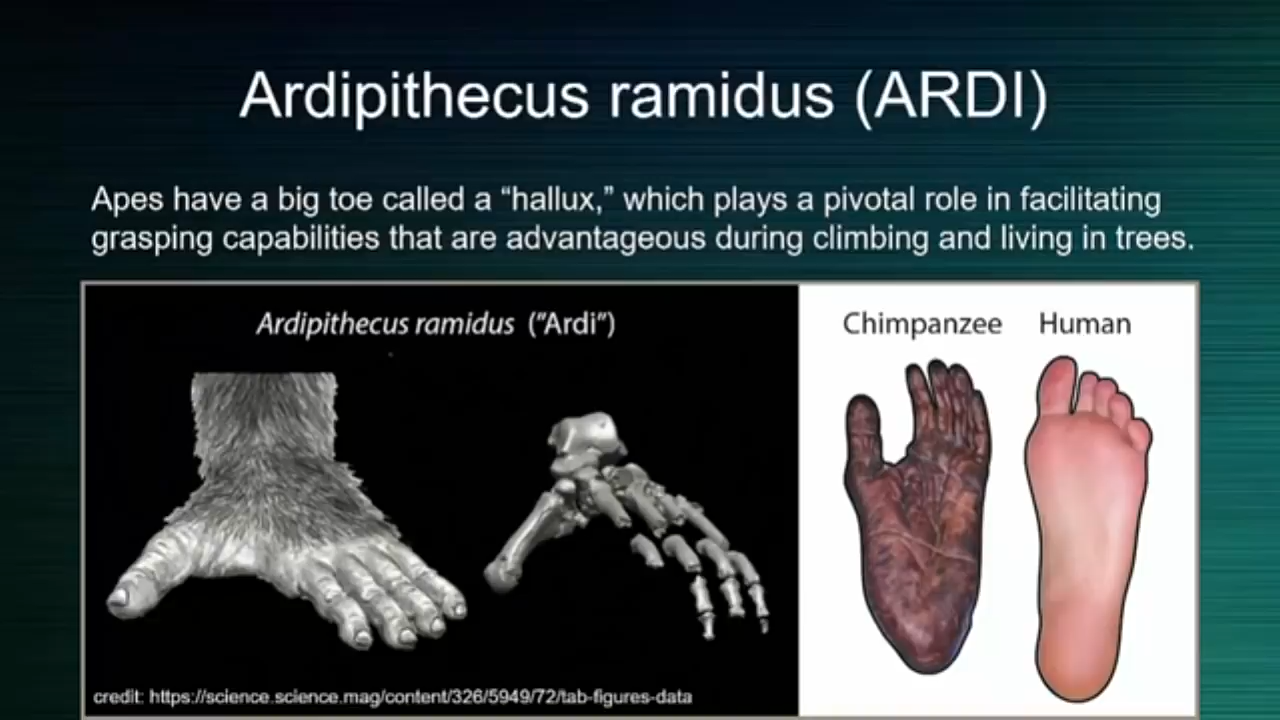 Ardipithecus ramidus (ARDI)
Apes have a big toe called a “hallux,” which plays a pivotal role in facilitating
grasping capabilities that are advantageous during climbing and living in trees.
Ardipithecus ramidus (”Ardi”)
Chimpanzee Human
credit: https://science.science.mag/content/326/5949/72/tab-figures-data